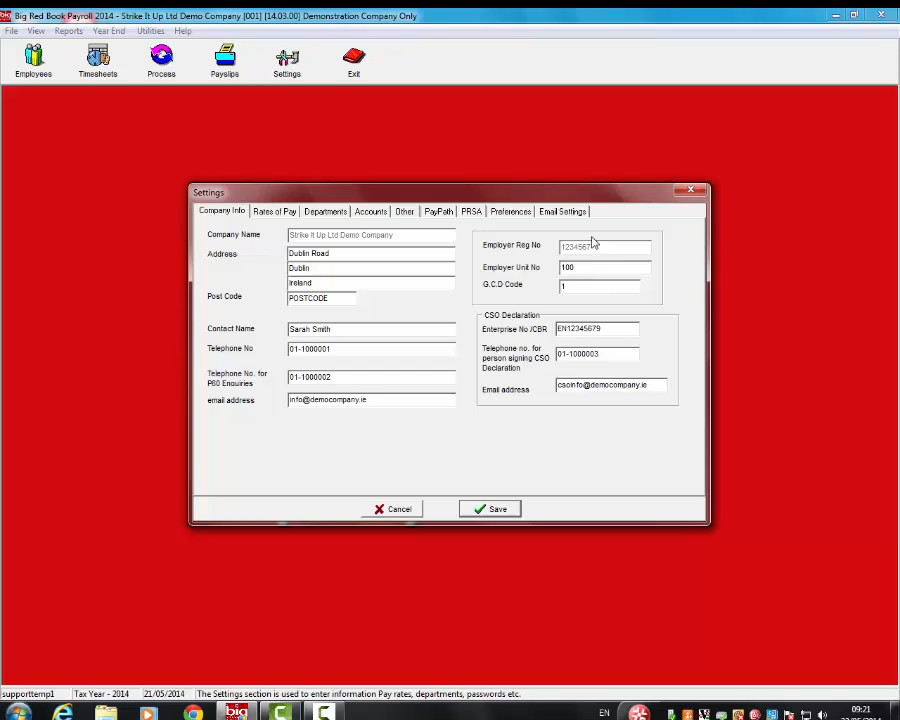 Big Red Book Payroll 2014 - Strike It Up Ltd Demo Company [001] [14.03.00] Demonstration Company Only
File View Reports Year End Utilities Help
Employees Timesheets Process Payslips Settings Exit
Settings
Company Info Rates of Pay Departments Accounts Other PayPath PRSA Preferences Email Settings
Company Name Strike It Up Ltd Demo Company
Address Dublin Road
Dublin
Ireland
Post Code POSTCODE
Contact Name Sarah Smith
Telephone No 01-1000001
Telephone No. for
P60 Enquiries
01-1000002
email address info@democompany.ie
Employer Reg No
Employer Unit No 100
G.C.D Code 1
CSO Declaration
Enterprise No /CBR EN12345679
Telephone no. for
person signing CSO
Declaration
01-1000003
Email address csoinfo@democompany.ie
Cancel Save
supporttemp1 Tax Year - 2014 21/05/2014 The Settings section is used to enter information Pay rates, departments, passwords etc.
big
EN 09:21